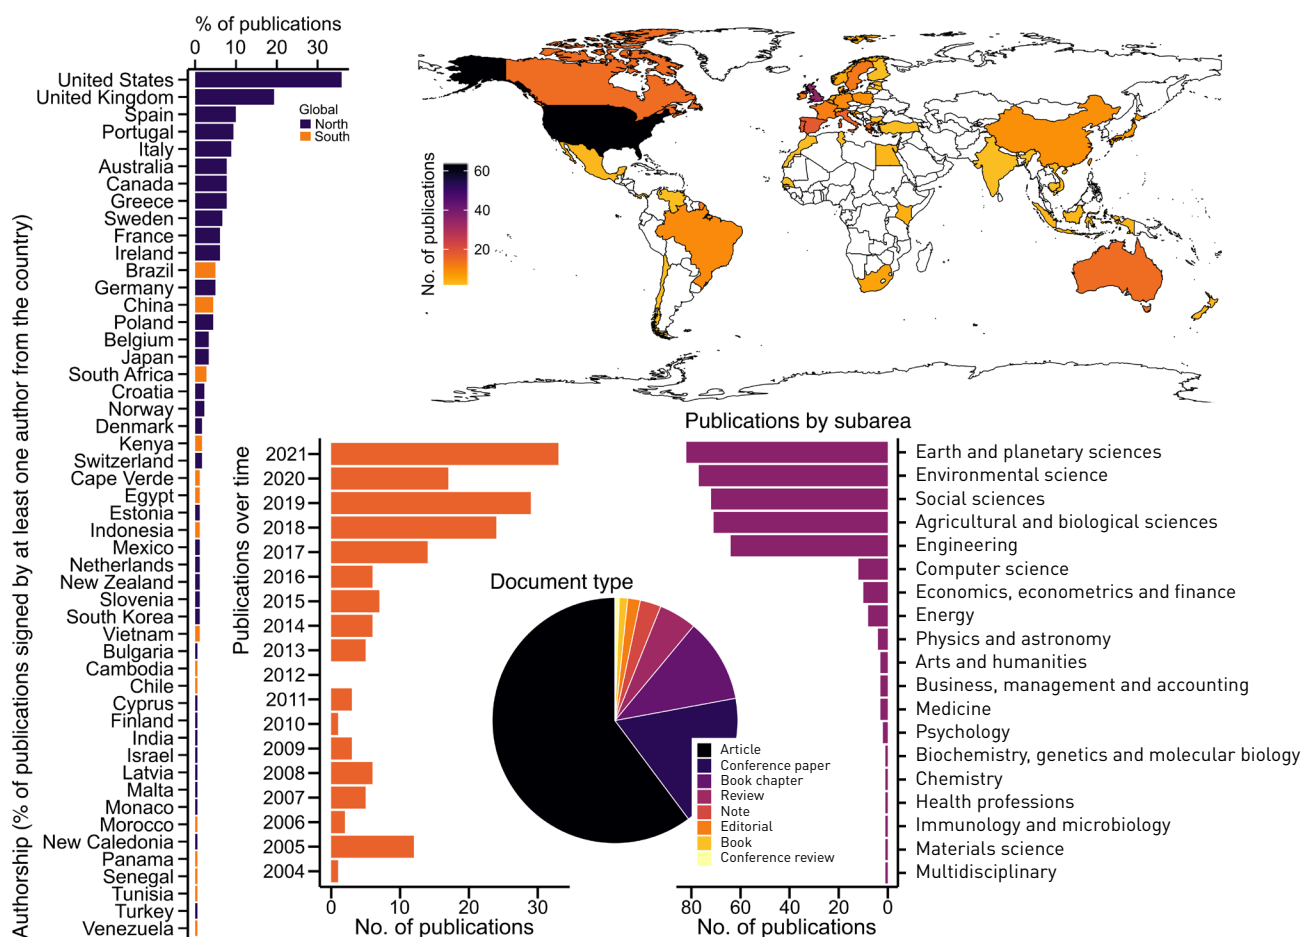 % of publications
0 10 20 30
Authorship (% of publications signed by at least one author from the country)
United States
United Kingdom
Spain
Portugal
Italy
Australia
Canada
Greece
Sweden
France
Ireland
Brazil
Germany
China
Poland
Belgium
Japan
South Africa
Croatia
Norway
Denmark
Kenya
Switzerland
Cape Verde
Egypt
Estonia
Indonesia
Mexico
Netherlands
New Zealand
Slovenia
South Korea
Vietnam
Bulgaria
Cambodia
Chile
Cyprus
Finland
India
Israel
Latvia
Malta
Monaco
Morocco
New Caledonia
Panama
Senegal
Tunisia
Turkey
Venezuela
Global
North
South
No. of publications
60
40
20
Publications over time
2021
2020
2019
2018
2017
2016
2015
2014
2013
2012
2011
2010
2009
2008
2007
2006
2005
2004
0 10 20 30
No. of publications
Document type
Article
Conference paper
Book chapter
Review
Note
Editorial
Book
Conference review
Publications by subarea
Earth and planetary sciences
Environmental science
Social sciences
Agricultural and biological sciences
Engineering
Computer science
Economics, econometrics and finance
Energy
Physics and astronomy
Arts and humanities
Business, management and accounting
Medicine
Psychology
Biochemistry, genetics and molecular biology
Chemistry
Health professions
Immunology and microbiology
Materials science
Multidisciplinary
80 60 40 20 0
No. of publications